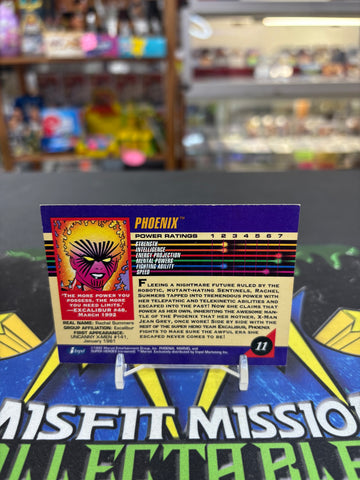 PHOENIX™
POWER RATINGS 1 2 3 4 5 6 7
STRENGTH
INTELLIGENCE
ENERGY PROJECTION
MENTAL POWERS
FIGHTING ABILITY
SPEED
"THE MORE POWER YOU
POSSESS, THE MORE
YOU NEED LIMITS."
—EXCALIBUR #48,
MARCH 1992
REAL NAME: Rachel Summers
GROUP AFFILIATION: Excalibur
FIRST APPEARANCE:
UNCANNY X-MEN #141,
January 1981
FLEEING A NIGHTMARE FUTURE RULED BY THE
ROBOTIC, MUTANT-HATING SENTINELS, RACHEL
SUMMERS TAPPED INTO TREMENDOUS POWER WITH
HER TELEPATHIC AND TELEKINETIC ABILITIES AND
ESCAPED INTO THE PAST. SHE NOW CLAIMS THAT
POWER AS HER OWN, INHERITING THE AWESOME MAN-
TLE OF THE PHOENIX THAT HER MOTHER, X-MAN
JEAN GREY, ONCE WORE! SIDE BY SIDE WITH THE
REST OF THE SUPER HERO TEAM EXCALIBUR, PHOENIX
FIGHTS TO MAKE SURE THE AWFUL ERA SHE
ESCAPED NEVER COMES TO BE!
11
MISFIT MISSION
COLLECTABLES